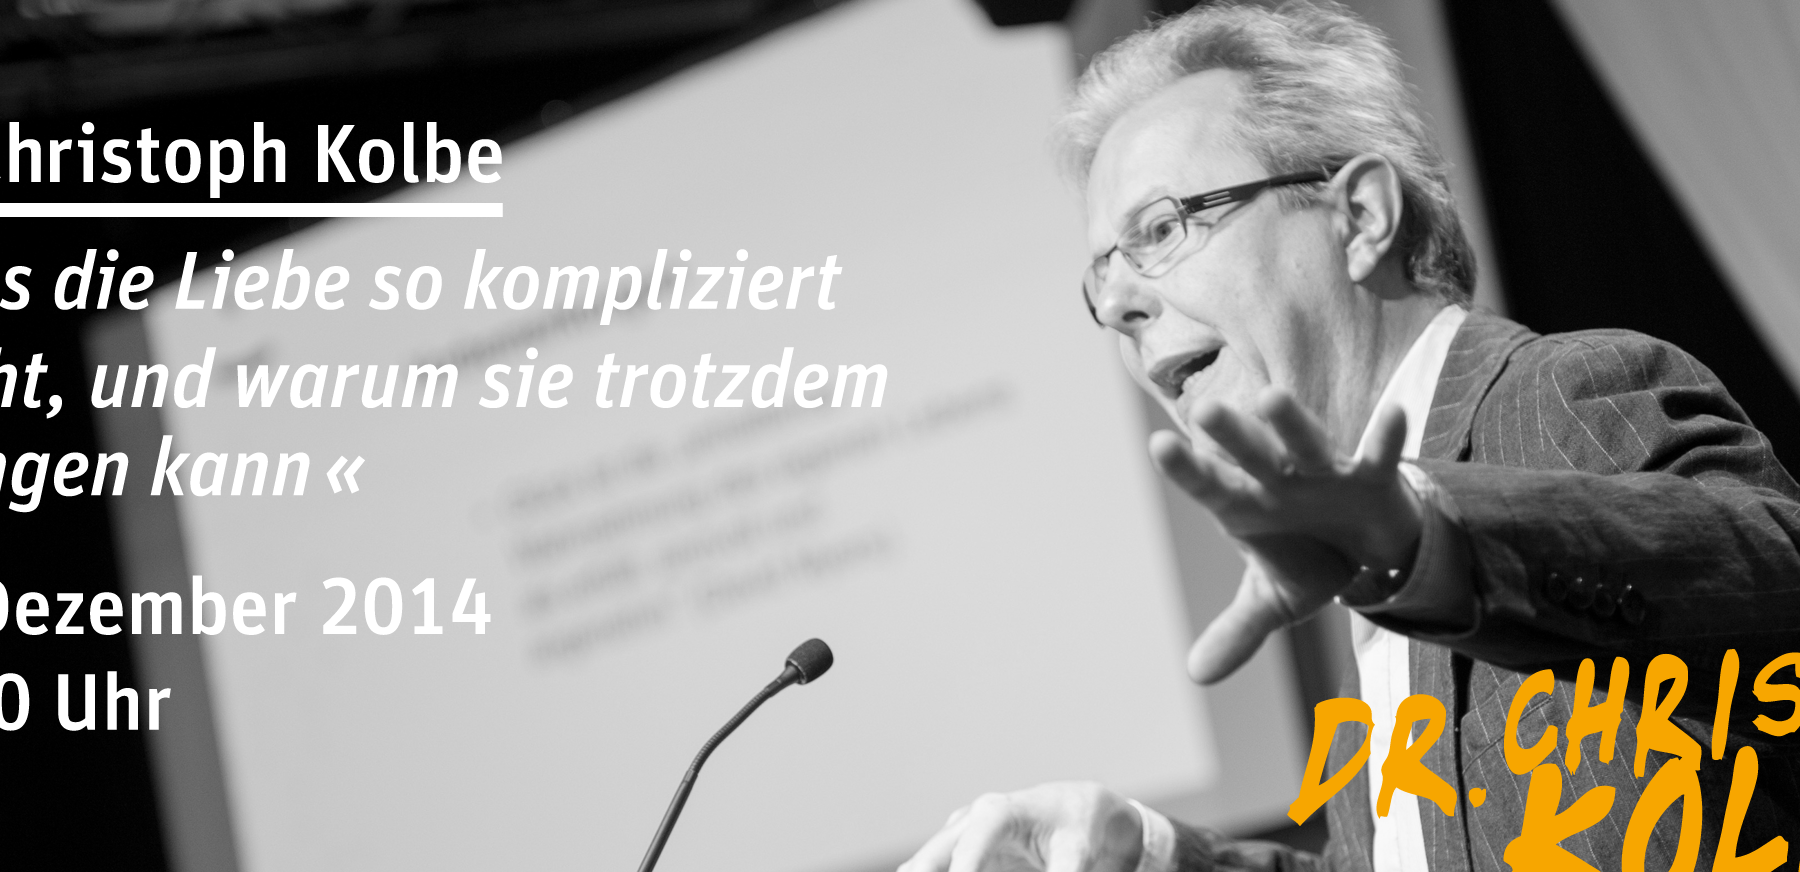 hristoph Kolbe
s die Liebe so kompliziert
ht, und warum sie trotzdem
ngen kann «
Dezember 2014
0 Uhr
DR. CHRIS
KOL